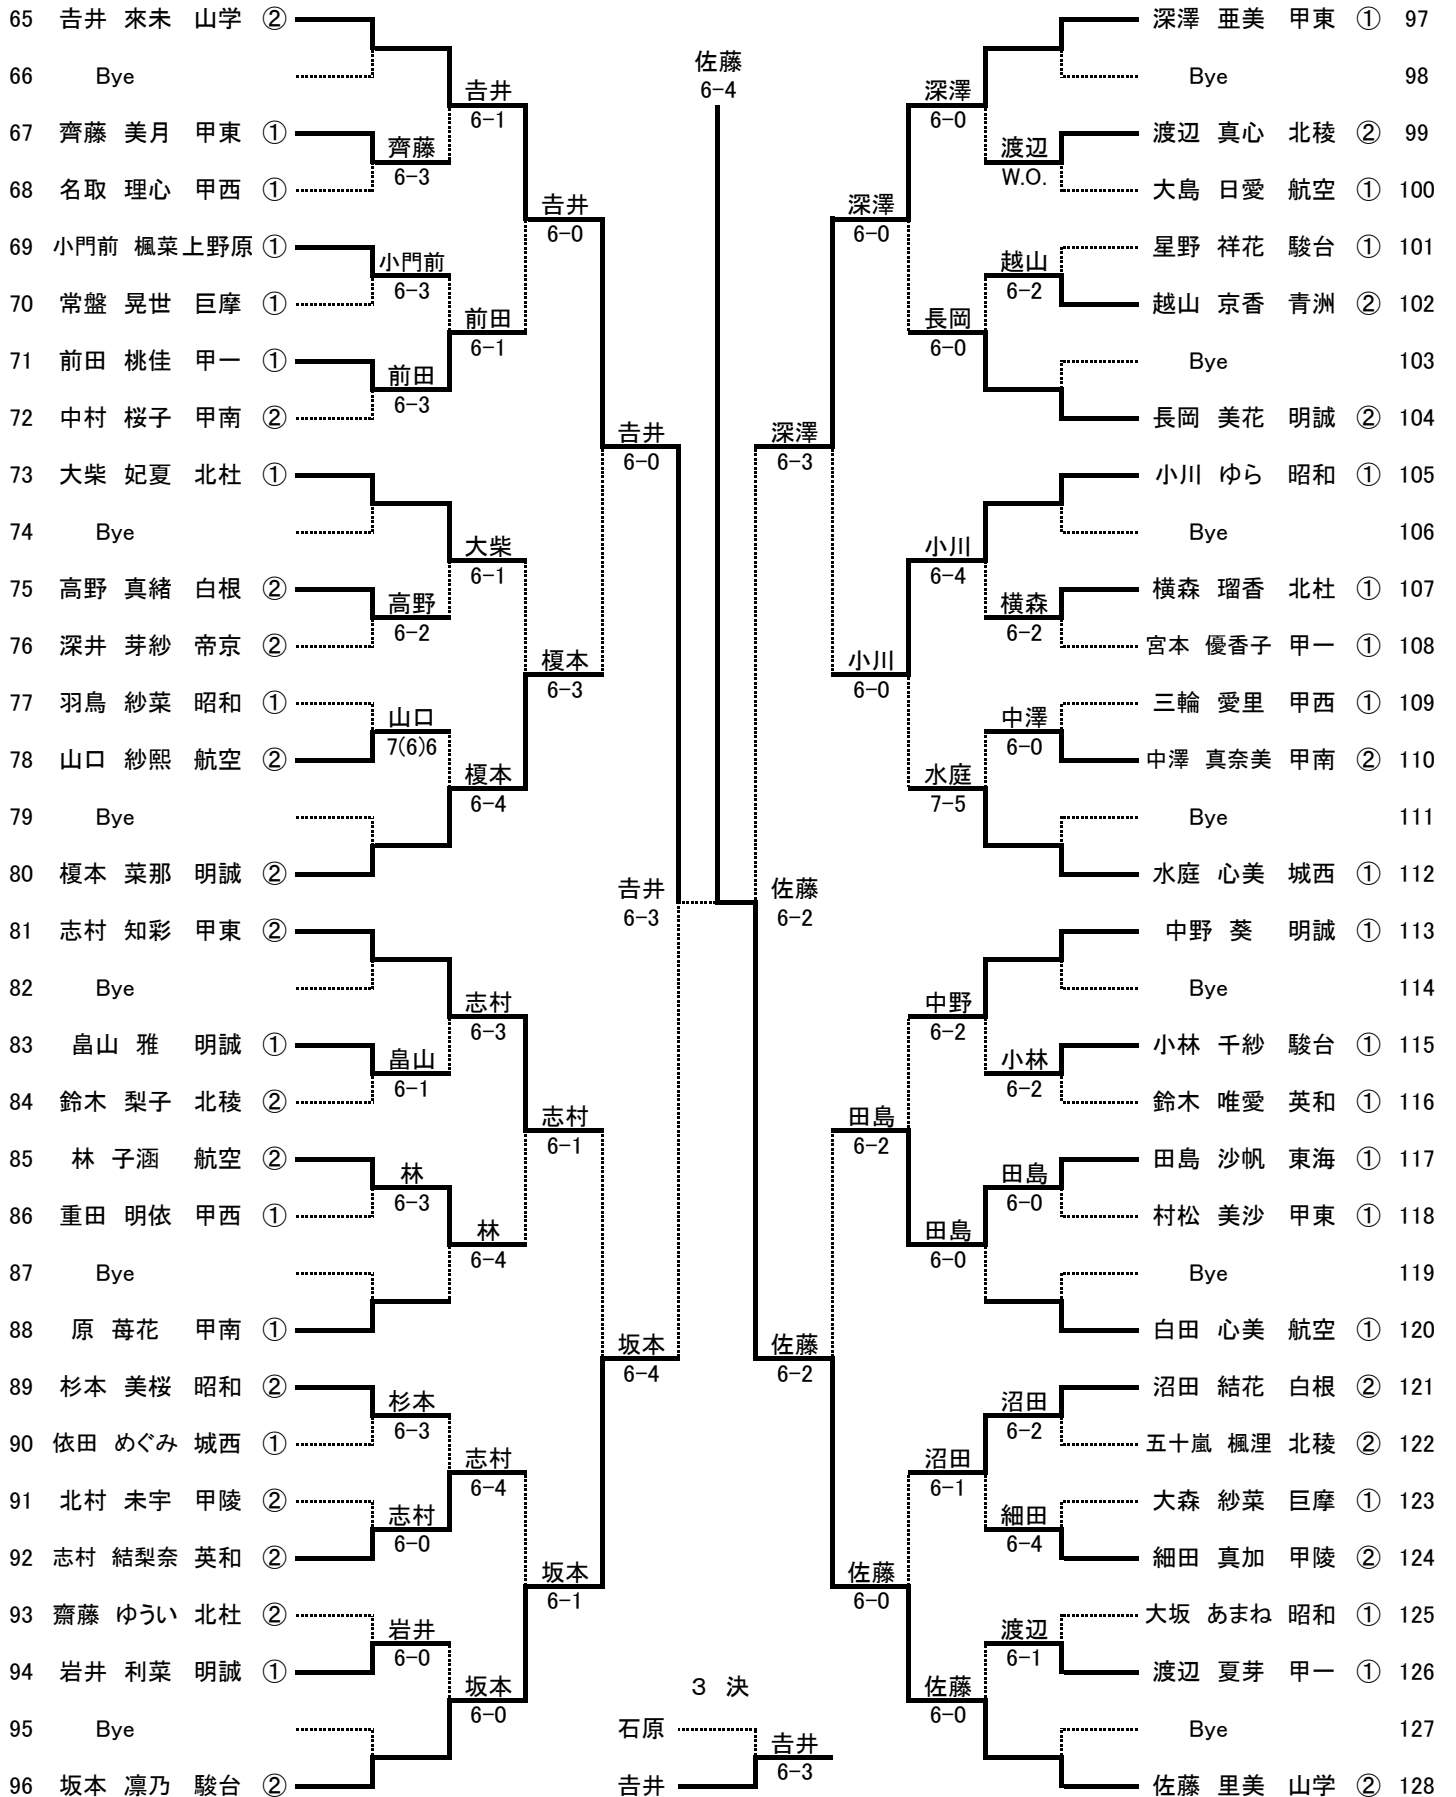 65 吉井 來未 山学 ②
66 Bye
67 齊藤 美月 甲東 ①
68 名取 理心 甲西 ①
69 小門前 楓菜 上野原 ①
70 常盤 晃世 巨摩 ①
71 前田 桃佳 甲一 ①
72 中村 桜子 甲南 ②
73 大柴 妃夏 北杜 ①
74 Bye
75 高野 真緒 白根 ②
76 深井 芽紗 帝京 ②
77 羽鳥 紗菜 昭和 ①
78 山口 紗熙 航空 ②
79 Bye
80 榎本 菜那 明誠 ②
81 志村 知彩 甲東 ②
82 Bye
83 畠山 雅 明誠 ①
84 鈴木 梨子 北稜 ②
85 林 子涵 航空 ②
86 重田 明依 甲西 ①
87 Bye
88 原 苺花 甲南 ①
89 杉本 美桜 昭和 ②
90 依田 めぐみ 城西 ①
91 北村 未宇 甲陵 ②
92 志村 結梨奈 英和 ②
93 齋藤 ゆうい 北杜 ②
94 岩井 利菜 明誠 ①
95 Bye
96 坂本 凛乃 駿台 ②
齊藤
6-3
小門前
6-3
前田
6-3
高野
6-2
山口
7(6)6
畠山
6-1
林
6-3
杉本
6-3
志村
6-0
岩井
6-0
吉井
6-1
前田
6-1
大柴
6-1
榎本
6-4
志村
6-3
林
6-4
志村
6-4
坂本
6-0
吉井
6-0
榎本
6-3
志村
6-1
坂本
6-1
吉井
6-0
坂本
6-4
吉井
6-3
佐藤
6-4
佐藤
6-2
深澤
6-3
佐藤
6-2
深澤
6-0
小川
6-0
田島
6-2
佐藤
6-0
深澤
6-0
長岡
6-0
小川
6-4
水庭
7-5
中野
6-2
田島
6-0
沼田
6-1
佐藤
6-0
渡辺
W.O.
越山
6-2
横森
6-2
中澤
6-0
小林
6-2
田島
6-0
沼田
6-2
細田
6-4
渡辺
6-1
深澤 亜美 甲東 ① 97
Bye 98
渡辺 真心 北稜 ② 99
大島 日愛 航空 ① 100
星野 祥花 駿台 ① 101
越山 京香 青洲 ② 102
Bye 103
長岡 美花 明誠 ② 104
小川 ゆら 昭和 ① 105
Bye 106
横森 瑠香 北杜 ① 107
宮本 優香子 甲一 ① 108
三輪 愛里 甲西 ① 109
中澤 真奈美 甲南 ② 110
Bye 111
水庭 心美 城西 ① 112
中野 葵 明誠 ① 113
Bye 114
小林 千紗 駿台 ① 115
鈴木 唯愛 英和 ① 116
田島 沙帆 東海 ① 117
村松 美沙 甲東 ① 118
Bye 119
白田 心美 航空 ① 120
沼田 結花 白根 ② 121
五十嵐 楓浬 北稜 ② 122
大森 紗菜 巨摩 ① 123
細田 真加 甲陵 ② 124
大坂 あまね 昭和 ① 125
渡辺 夏芽 甲一 ① 126
Bye 127
佐藤 里美 山学 ② 128
３ 決
石原
吉井
吉井
6-3